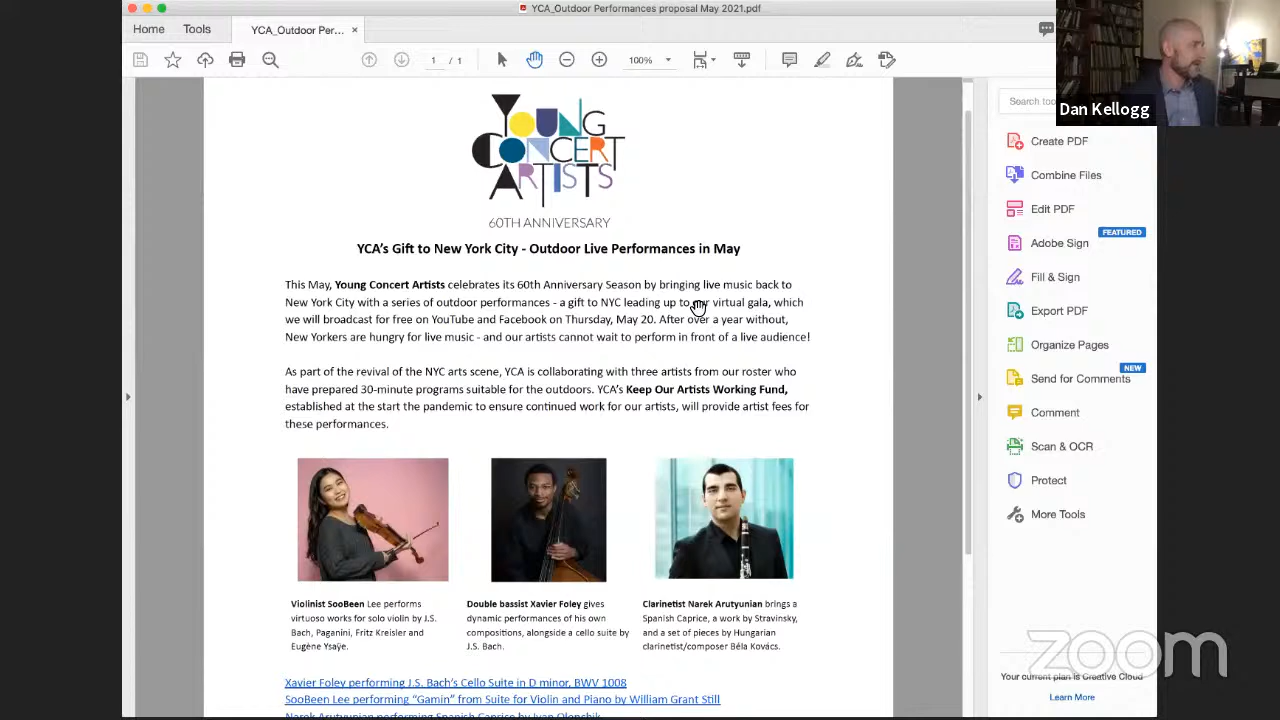 YCA_Outdoor Performances proposal May 2021.pdf
Home
Tools
YCA_Outdoor Per... ×
1 / 1
100%
Dan Kellogg
YOUNG
CONCERT
ARTISTS
60TH ANNIVERSARY
YCA's Gift to New York City - Outdoor Live Performances in May
This May, Young Concert Artists celebrates its 60th Anniversary Season by bringing live music back to
New York City with a series of outdoor performances - a gift to NYC leading up to virtual gala, which
we will broadcast for free on YouTube and Facebook on Thursday, May 20. After over a year without,
New Yorkers are hungry for live music - and our artists cannot wait to perform in front of a live audience!
As part of the revival of the NYC arts scene, YCA is collaborating with three artists from our roster who
have prepared 30-minute programs suitable for the outdoors. YCA's Keep Our Artists Working Fund,
established at the start the pandemic to ensure continued work for our artists, will provide artist fees for
these performances.
Violinist SooBeen Lee performs
virtuoso works for solo violin by J.S.
Bach, Paganini, Fritz Kreisler and
Eugène Ysaÿe.
Double bassist Xavier Foley gives
dynamic performances of his own
compositions, alongside a cello suite by
J.S. Bach.
Clarinetist Narek Arutyunian brings a
Spanish Caprice, a work by Stravinsky,
and a set of pieces by Hungarian
clarinetist/composer Béla Kovács.
Xavier Foley performing J.S. Bach's Cello Suite in D minor, BWV 1008
SooBeen Lee performing "Gamin" from Suite for Violin and Piano by William Grant Still
Narek Arutyunian performing Spanish Caprice by Ivan
Search
Create PDF
Combine Files
Edit PDF
FEATURED
Adobe Sign
Fill & Sign
Export PDF
Organize Pages
NEW
Send for Comments
Comment
Scan & OCR
Protect
More Tools
zoom
Your current plan is Creative Cloud
Learn More